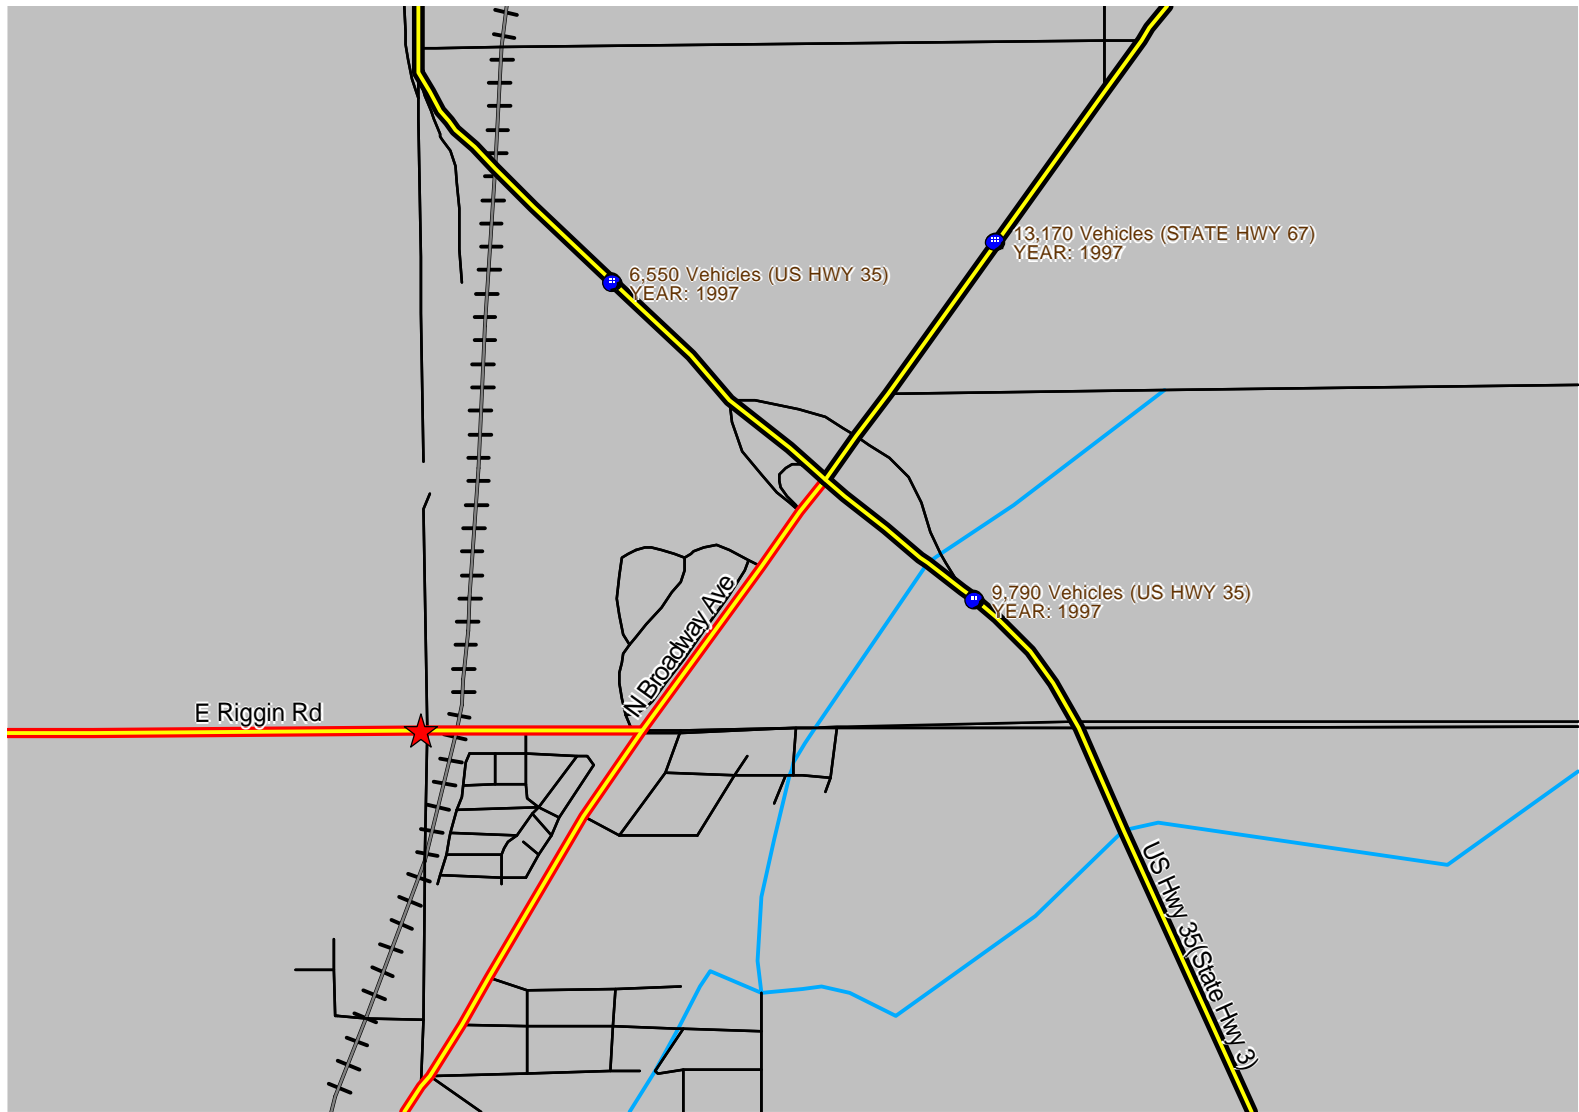 13,170 Vehicles (STATE HWY 67)
YEAR: 1997
6,550 Vehicles (US HWY 35)
YEAR: 1997
9,790 Vehicles (US HWY 35)
YEAR: 1997
N Broadway Ave
E Riggin Rd
US Hwy 35(State Hwy 3)